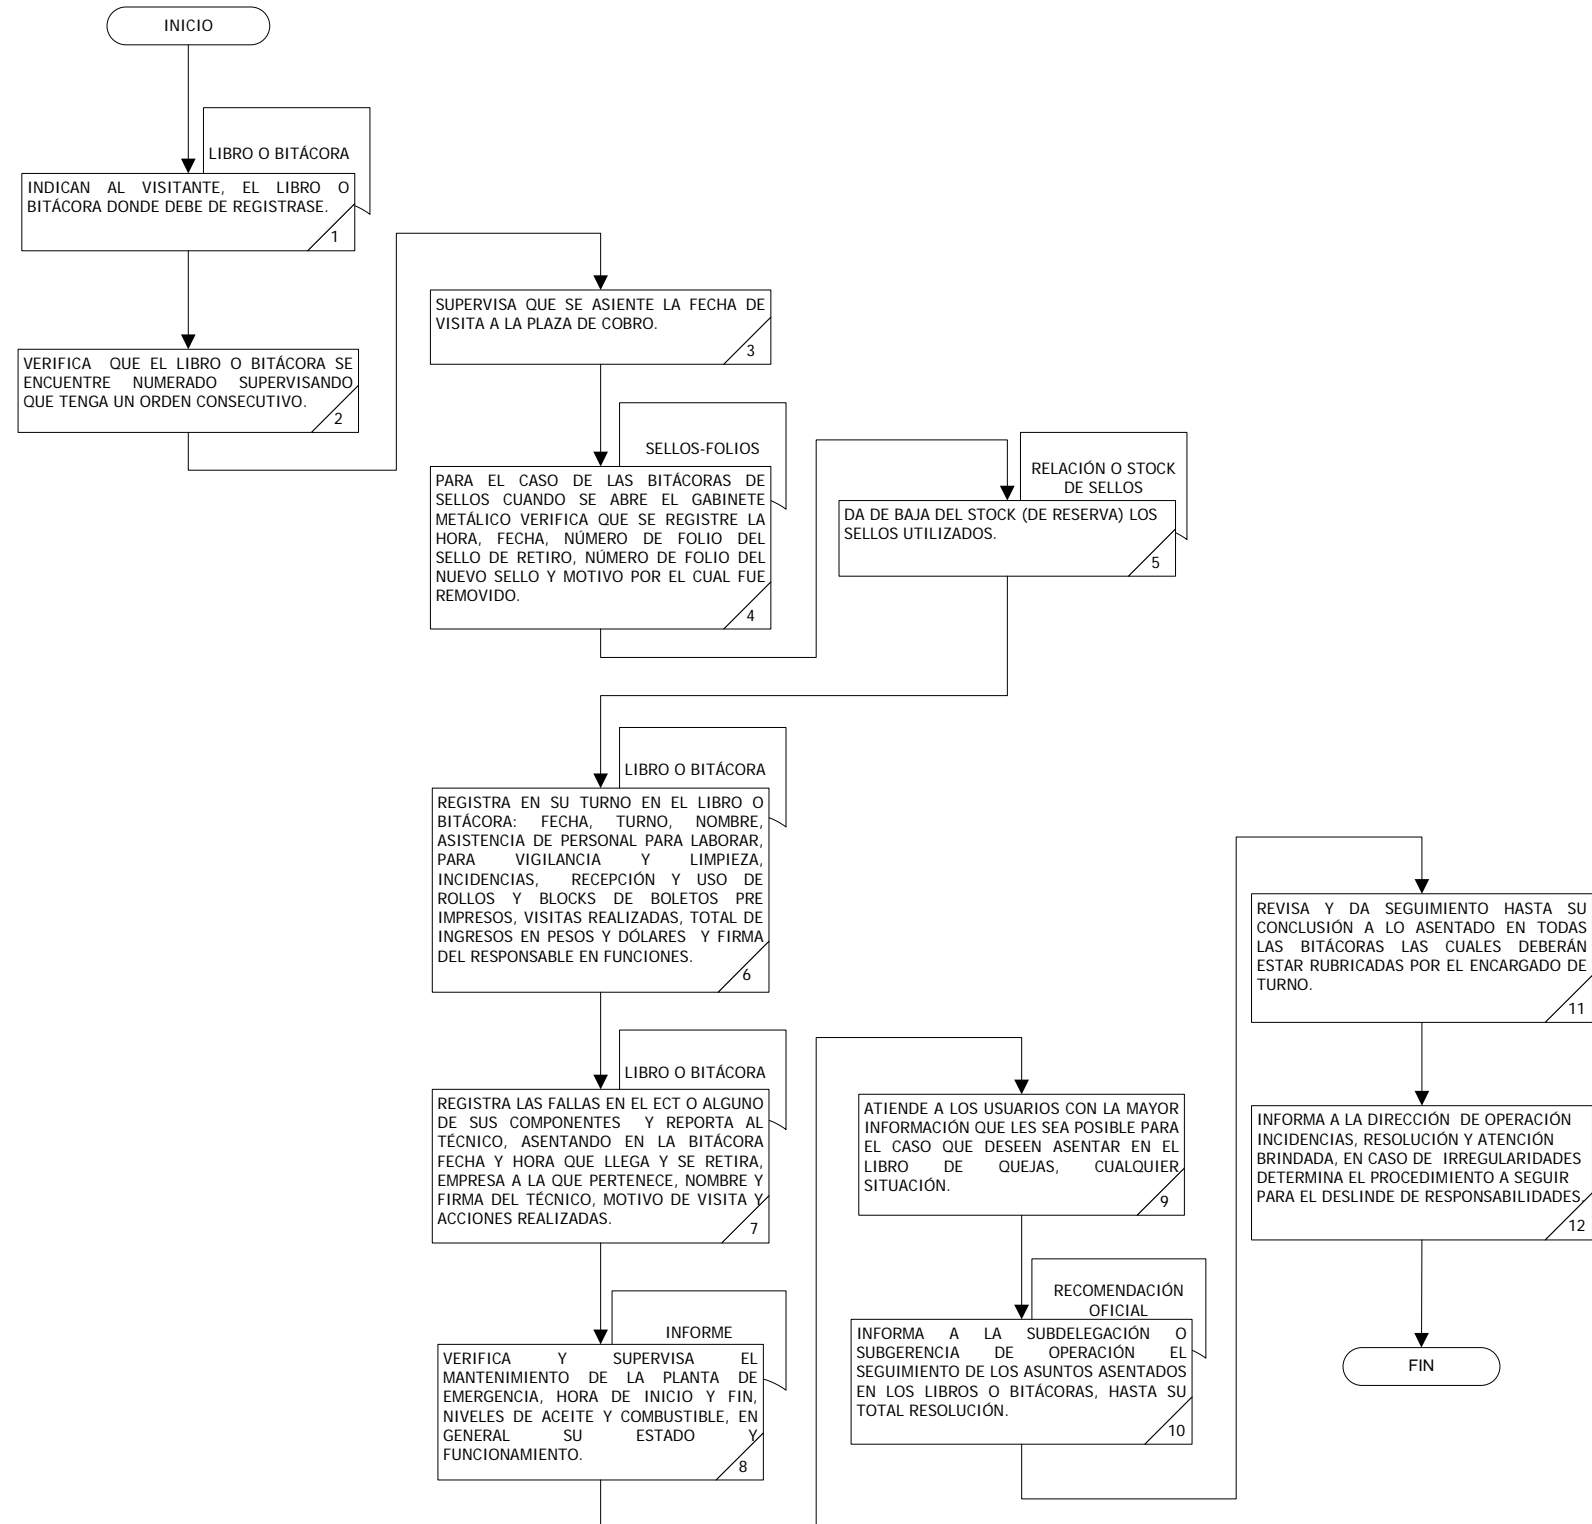 INICIO
LIBRO O BITÁCORA
INDICAN AL VISITANTE, EL LIBRO O
BITÁCORA DONDE DEBE DE REGISTRASE.
1
VERIFICA QUE EL LIBRO O BITÁCORA SE
ENCUENTRE NUMERADO SUPERVISANDO
QUE TENGA UN ORDEN CONSECUTIVO.
2
SUPERVISA QUE SE ASIENTE LA FECHA DE
VISITA A LA PLAZA DE COBRO.
3
SELLOS-FOLIOS
PARA EL CASO DE LAS BITÁCORAS DE
SELLOS CUANDO SE ABRE EL GABINETE
METÁLICO VERIFICA QUE SE REGISTRE LA
HORA, FECHA, NÚMERO DE FOLIO DEL
SELLO DE RETIRO, NÚMERO DE FOLIO DEL
NUEVO SELLO Y MOTIVO POR EL CUAL FUE
REMOVIDO.
4
RELACIÓN O STOCK
DE SELLOS
DA DE BAJA DEL STOCK (DE RESERVA) LOS
SELLOS UTILIZADOS.
5
LIBRO O BITÁCORA
REGISTRA EN SU TURNO EN EL LIBRO O
BITÁCORA: FECHA, TURNO, NOMBRE,
ASISTENCIA DE PERSONAL PARA LABORAR,
PARA VIGILANCIA Y LIMPIEZA,
INCIDENCIAS, RECEPCIÓN Y USO DE
ROLLOS Y BLOCKS DE BOLETOS PRE
IMPRESOS, VISITAS REALIZADAS, TOTAL DE
INGRESOS EN PESOS Y DÓLARES Y FIRMA
DEL RESPONSABLE EN FUNCIONES.
6
LIBRO O BITÁCORA
REGISTRA LAS FALLAS EN EL ECT O ALGUNO
DE SUS COMPONENTES Y REPORTA AL
TÉCNICO, ASENTANDO EN LA BITÁCORA
FECHA Y HORA QUE LLEGA Y SE RETIRA,
EMPRESA A LA QUE PERTENECE, NOMBRE Y
FIRMA DEL TÉCNICO, MOTIVO DE VISITA Y
ACCIONES REALIZADAS.
7
INFORME
VERIFICA Y SUPERVISA EL
MANTENIMIENTO DE LA PLANTA DE
EMERGENCIA, HORA DE INICIO Y FIN,
NIVELES DE ACEITE Y COMBUSTIBLE, EN
GENERAL SU ESTADO Y
FUNCIONAMIENTO.
8
ATIENDE A LOS USUARIOS CON LA MAYOR
INFORMACIÓN QUE LES SEA POSIBLE PARA
EL CASO QUE DESEEN ASENTAR EN EL
LIBRO DE QUEJAS, CUALQUIER
SITUACIÓN.
9
RECOMENDACIÓN
OFICIAL
INFORMA A LA SUBDELEGACIÓN O
SUBGERENCIA DE OPERACIÓN EL
SEGUIMIENTO DE LOS ASUNTOS ASENTADOS
EN LOS LIBROS O BITÁCORAS, HASTA SU
TOTAL RESOLUCIÓN.
10
REVISA Y DA SEGUIMIENTO HASTA SU
CONCLUSIÓN A LO ASENTADO EN TODAS
LAS BITÁCORAS LAS CUALES DEBERÁN
ESTAR RUBRICADAS POR EL ENCARGADO DE
TURNO.
11
INFORMA A LA DIRECCIÓN DE OPERACIÓN
INCIDENCIAS, RESOLUCIÓN Y ATENCIÓN
BRINDADA, EN CASO DE IRREGULARIDADES
DETERMINA EL PROCEDIMIENTO A SEGUIR
PARA EL DESLINDE DE RESPONSABILIDADES.
12
FIN